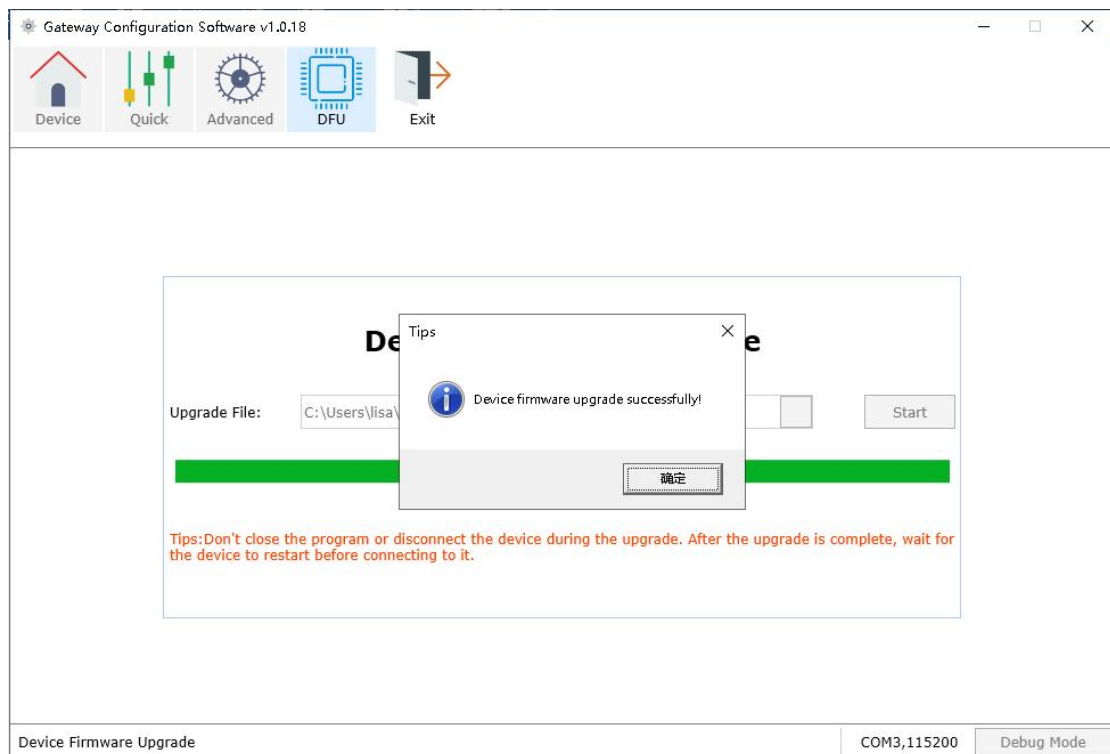 Gateway Configuration Software v1.0.18
Device Quick Advanced DFU Exit
Tips
Device firmware upgrade successfully!
确定
Upgrade File: C:\Users\lisa\ Start
Tips:Don't close the program or disconnect the device during the upgrade. After the upgrade is complete, wait for
the device to restart before connecting to it.
Device Firmware Upgrade COM3,115200 Debug Mode